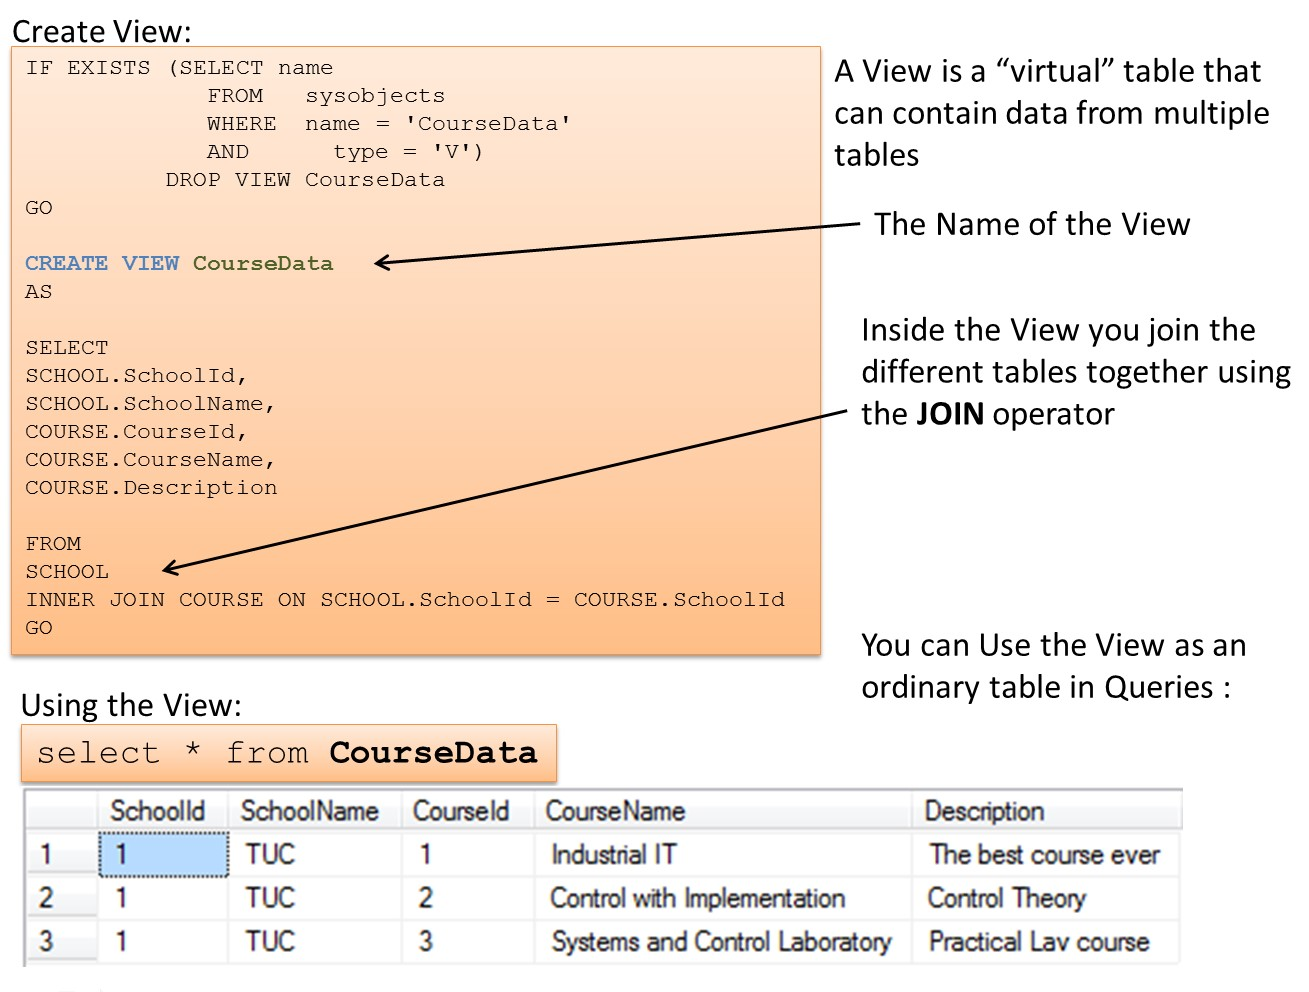 Create View:
IF EXISTS (SELECT name
FROM sysobjects
WHERE name = 'CourseData'
AND type = 'V')
DROP VIEW CourseData
GO
CREATE VIEW CourseData
AS
SELECT
SCHOOL.SchoolId,
SCHOOL.SchoolName,
COURSE.CourseId,
COURSE.CourseName,
COURSE.Description
FROM
SCHOOL
INNER JOIN COURSE ON SCHOOL.SchoolId = COURSE.SchoolId
GO
A View is a “virtual” table that
can contain data from multiple
tables
The Name of the View
Inside the View you join the
different tables together using
the JOIN operator
You can Use the View as an
ordinary table in Queries :
Using the View:
select * from CourseData
SchoolId SchoolName CourseId CourseName Description
1 1 TUC 1 Industrial IT The best course ever
2 1 TUC 2 Control with Implementation Control Theory
3 1 TUC 3 Systems and Control Laboratory Practical Lav course